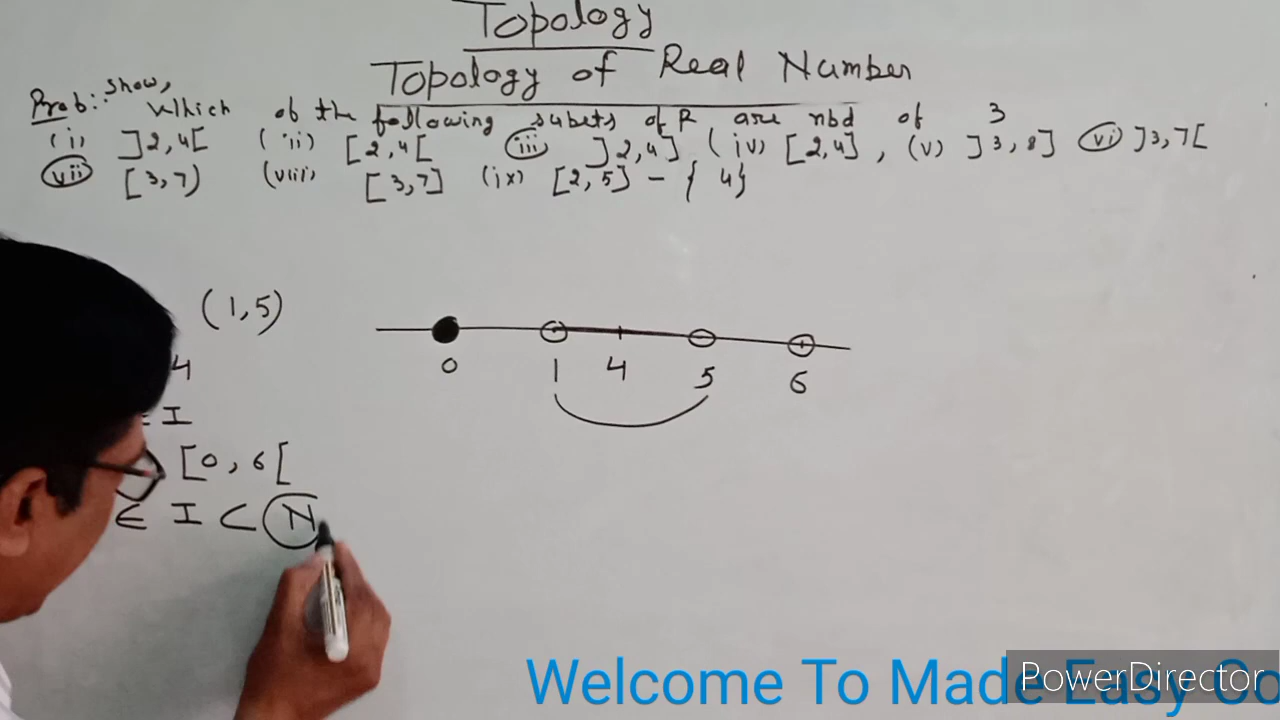 Topology
Topology of Real Number
Prob:- Show, Which of the following subets of R are nbd of 3
(i) ]2,4[ (ii) [2,4[ (iii) ]2,4] (iv) [2,4] , (v) ]3,8] (vi) ]3,7[
(vii) [3,7) (viii) [3,7] (ix) [2,5] - { 4}
(1,5)
0 1 4 5 6
4
I
[0,6[
∈ I ⊂ N
Welcome To Made Easy Co
PowerDirector